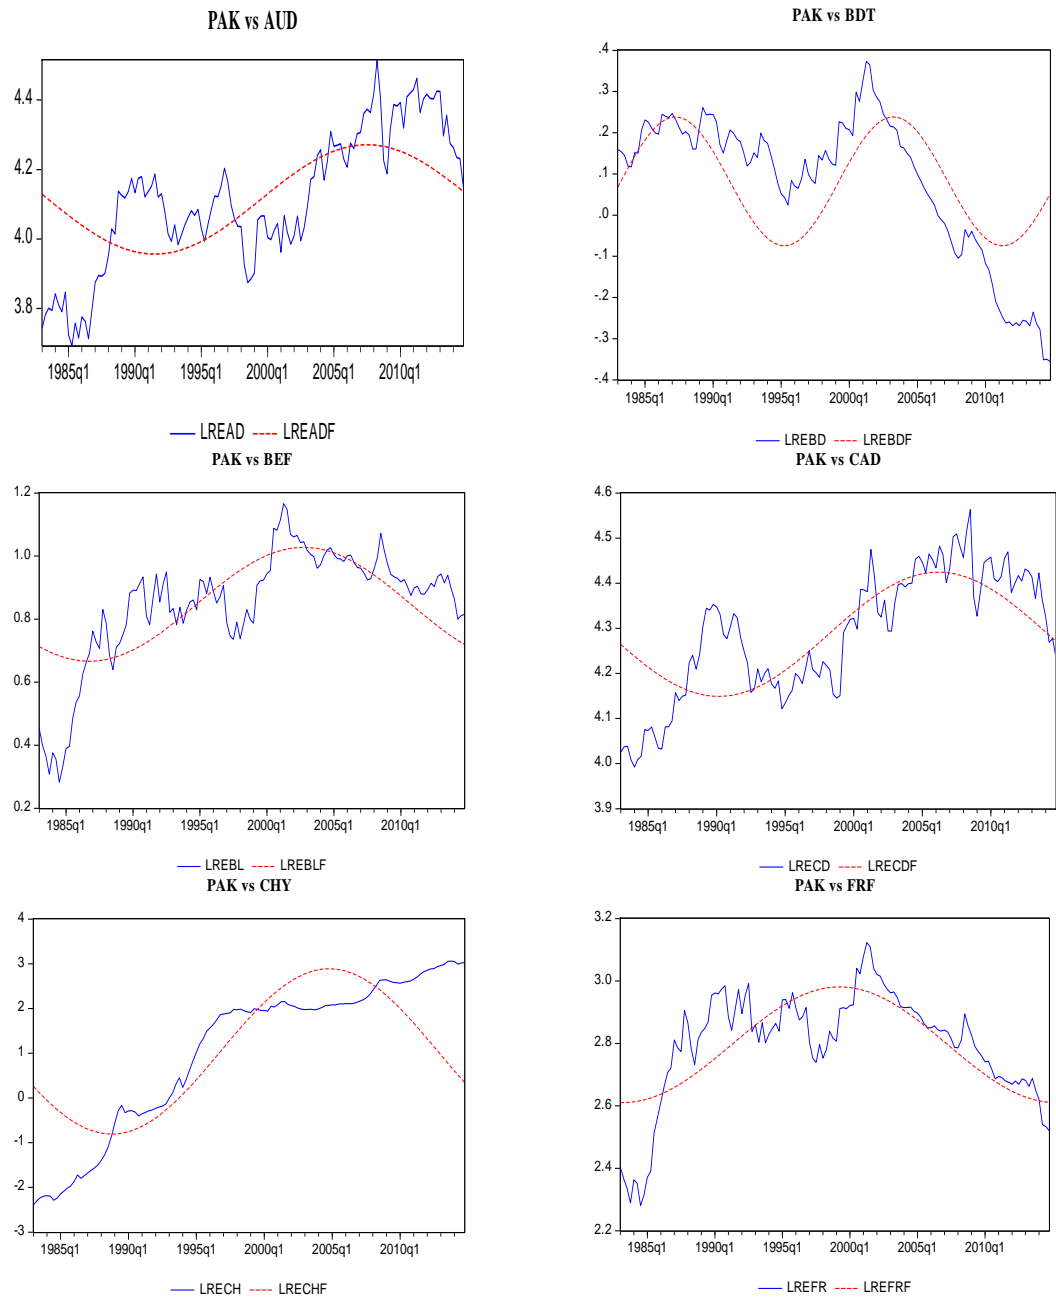 PAK vs AUD
4.4
4.2
4.0
3.8
1985q1 1990q1 1995q1 2000q1 2005q1 2010q1
LREAD LREADF
PAK vs BDT
.4
.3
.2
.1
.0
-.1
-.2
-.3
-.4
1985q1 1990q1 1995q1 2000q1 2005q1 2010q1
LREBD LREBDF
PAK vs BEF
1.2
1.0
0.8
0.6
0.4
0.2
1985q1 1990q1 1995q1 2000q1 2005q1 2010q1
LREBL LREBLF
PAK vs CAD
4.6
4.5
4.4
4.3
4.2
4.1
4.0
3.9
1985q1 1990q1 1995q1 2000q1 2005q1 2010q1
LRECD LRECDF
PAK vs CHY
4
3
2
1
0
-1
-2
-3
1985q1 1990q1 1995q1 2000q1 2005q1 2010q1
LRECH LRECHF
PAK vs FRF
3.2
3.0
2.8
2.6
2.4
2.2
1985q1 1990q1 1995q1 2000q1 2005q1 2010q1
LREFR LREFRF